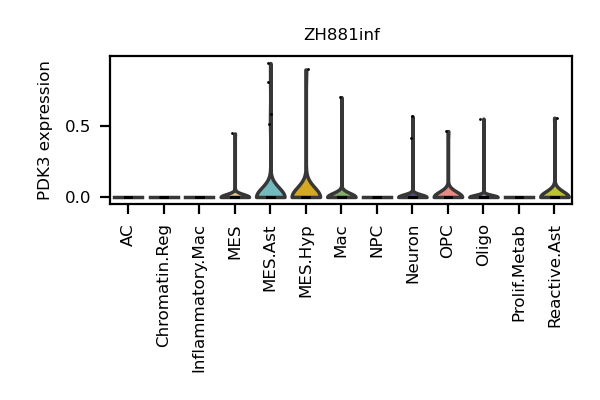 ZH881inf
PDK3 expression
0.5
0.0
AC
Chromatin.Reg
Inflammatory.Mac
MES
MES.Ast
MES.Hyp
Mac
NPC
Neuron
OPC
Oligo
Prolif.Metab
Reactive.Ast